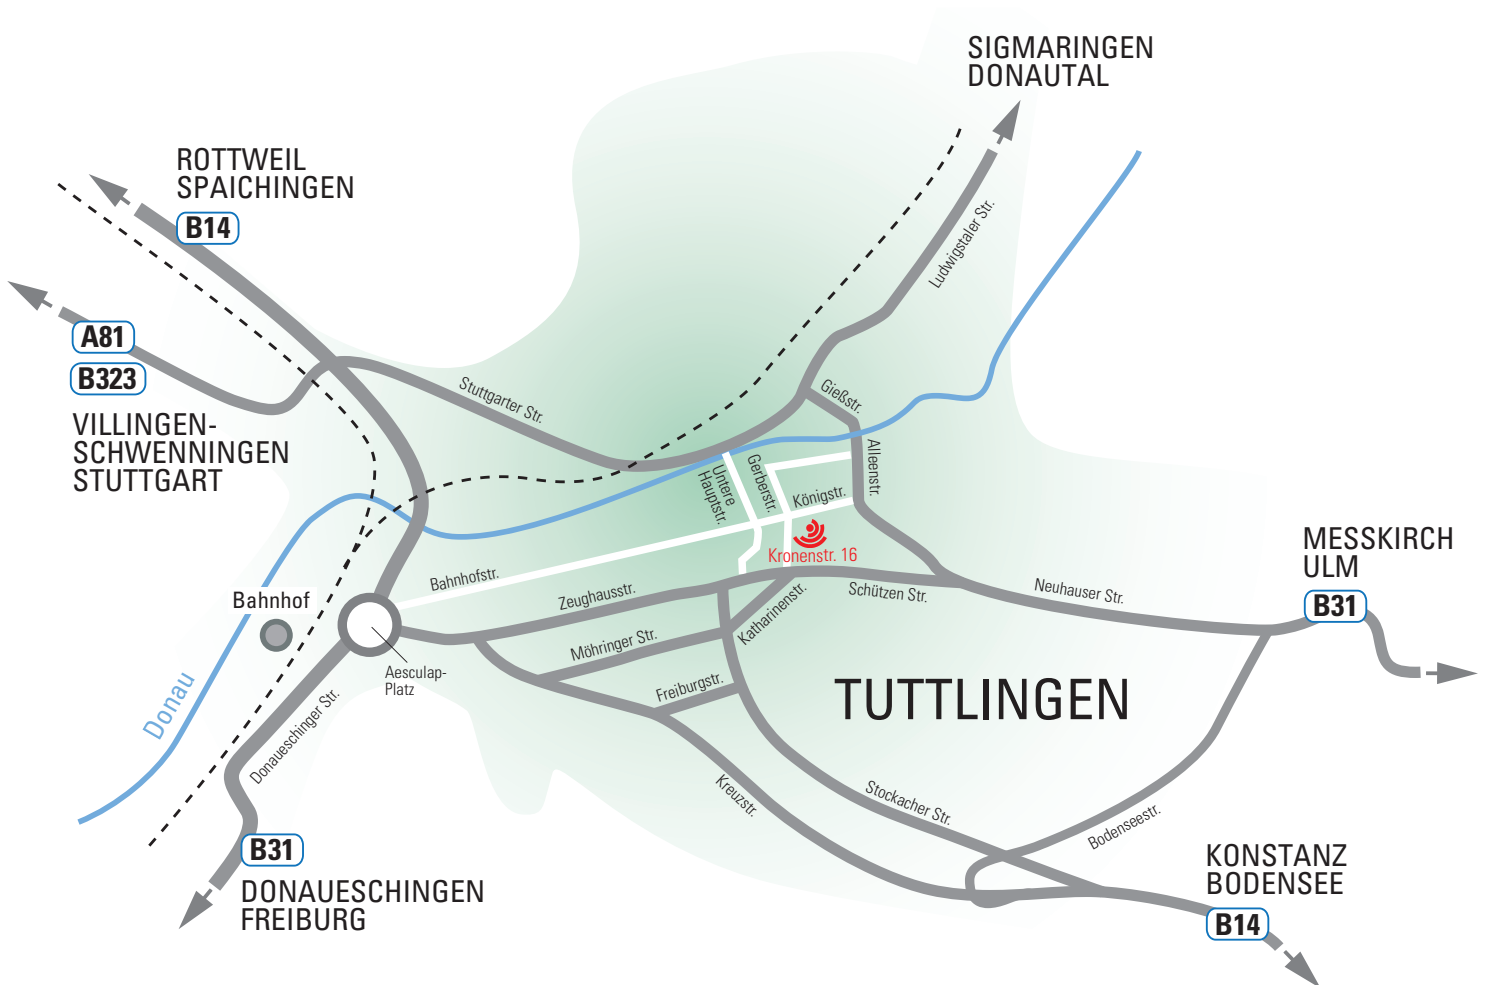 SIGMARINGEN
DONAUTAL
ROTTWEIL
SPAICHINGEN
B14
A81
B323
VILLINGEN-
SCHWENNINGEN
STUTTGART
Ludwigstaler Str.
Stuttgarter Str.
Gießstr.
Alleenstr.
Untere
Hauptstr.
Gerberstr.
Königstr.
Kronenstr. 16
MESSKIRCH
ULM
B31
Bahnhofstr.
Zeughausstr.
Schützen Str.
Neuhauser Str.
Katharinenstr.
Möhringer Str.
Freiburgstr.
Bahnhof
Aesculap-
Platz
Donau
Donaueschinger Str.
TUTTLINGEN
Kreuzstr.
Stockacher Str.
Bodenseestr.
B31
DONAUESCHINGEN
FREIBURG
KONSTANZ
BODENSEE
B14